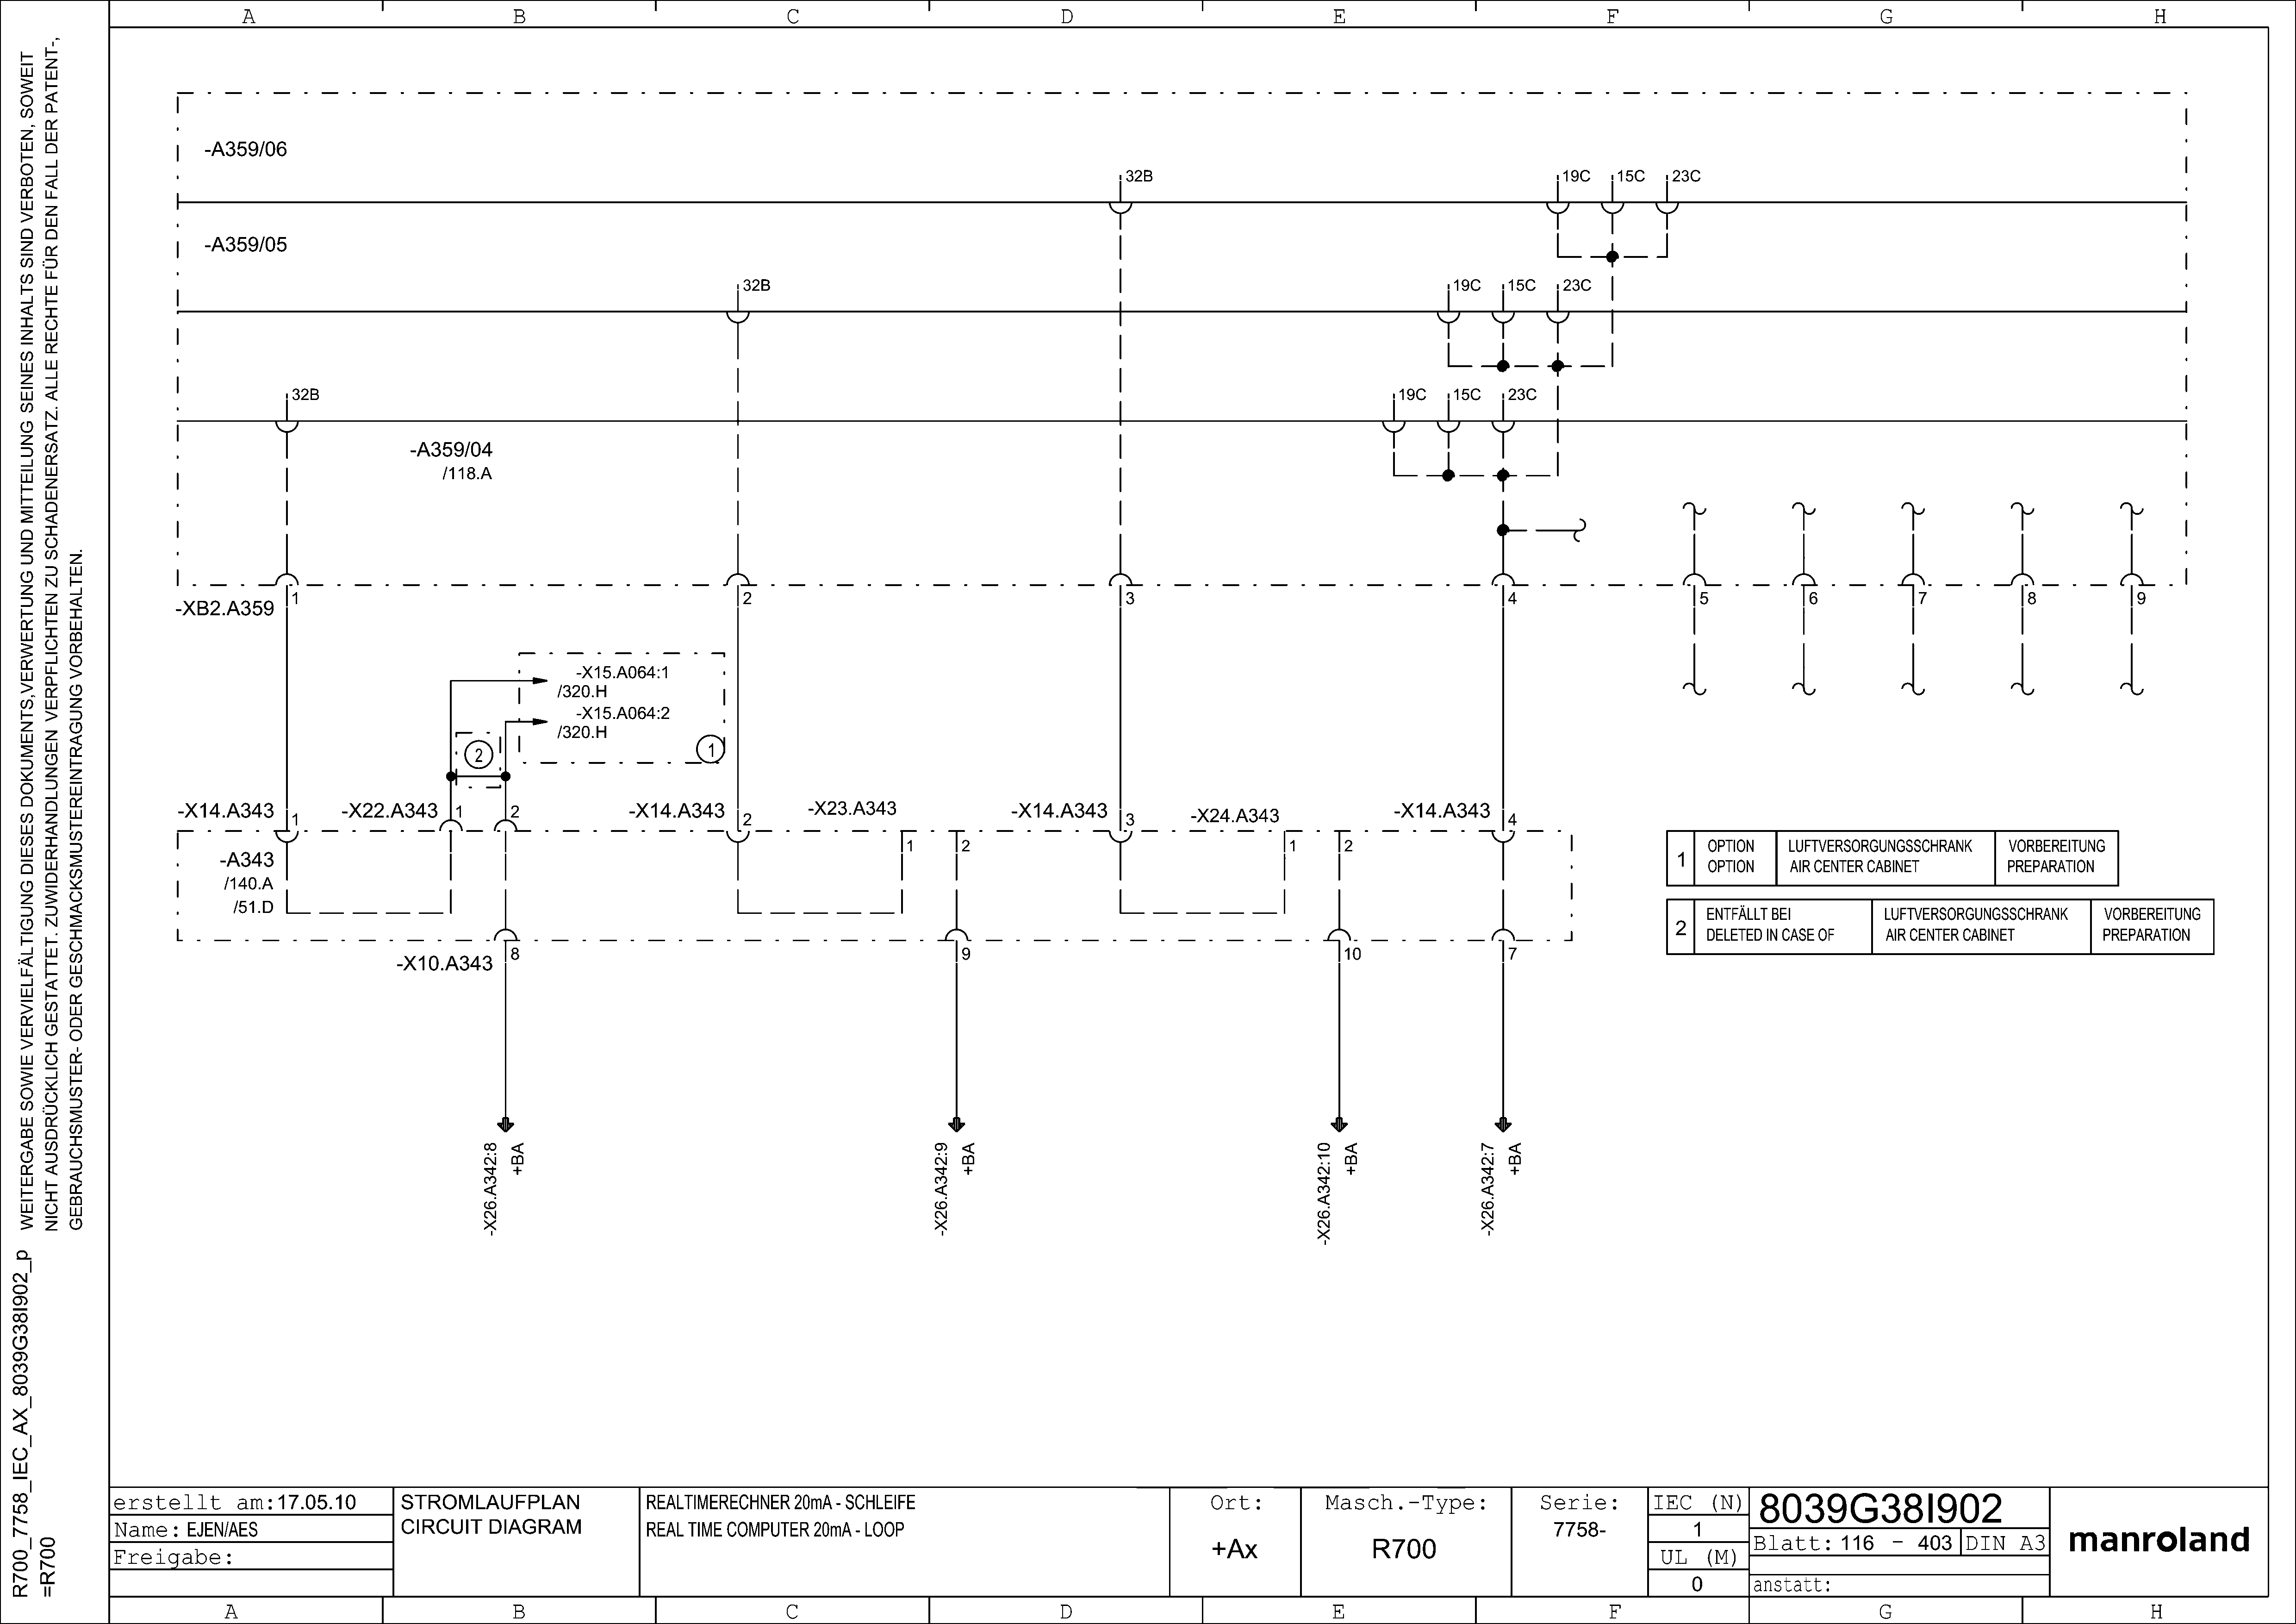 A B C D E F G H
WEITERGABE SOWIE VERVIELFÄLTIGUNG DIESES DOKUMENTS,VERWERTUNG UND MITTEILUNG SEINES INHALTS SIND VERBOTEN, SOWEIT
NICHT AUSDRÜCKLICH GESTATTET. ZUWIDERHANDLUNGEN VERPFLICHTEN ZU SCHADENERSATZ. ALLE RECHTE FÜR DEN FALL DER PATENT-,
GEBRAUCHSMUSTER- ODER GESCHMACKSMUSTEREINTRAGUNG VORBEHALTEN.
R700_7758_IEC_AX_8039G38I902_p
=R700
-A359/06
32B 19C 15C 23C
-A359/05
32B 19C 15C 23C
32B 19C 15C 23C
-A359/04
/118.A
-XB2.A359 1 2 3 4 5 6 7 8 9
-X15.A064:1
/320.H
-X15.A064:2
/320.H
2 1
-X14.A343 1 -X22.A343 1 2 -X14.A343 2 -X23.A343 -X14.A343 3 -X24.A343 -X14.A343 4
1 2 1 2
-A343
/140.A
/51.D
1 OPTION LUFTVERSORGUNGSSCHRANK VORBEREITUNG
OPTION AIR CENTER CABINET PREPARATION
2 ENTFÄLLT BEI LUFTVERSORGUNGSSCHRANK VORBEREITUNG
DELETED IN CASE OF AIR CENTER CABINET PREPARATION
-X10.A343 8 9 10 7
-X26.A342:8
+BA
-X26.A342:9
+BA
-X26.A342:10
+BA
-X26.A342:7
+BA
erstellt am:17.05.10
Name: EJEN/AES
Freigabe:
STROMLAUFPLAN
CIRCUIT DIAGRAM
REALTIMERECHNER 20mA - SCHLEIFE
REAL TIME COMPUTER 20mA - LOOP
Ort:
+Ax
Masch.-Type:
R700
Serie:
7758-
IEC (N)
1
UL (M)
0
8039G38I902
Blatt: 116 - 403 DIN A3
anstatt:
manroland
A B C D E F G H